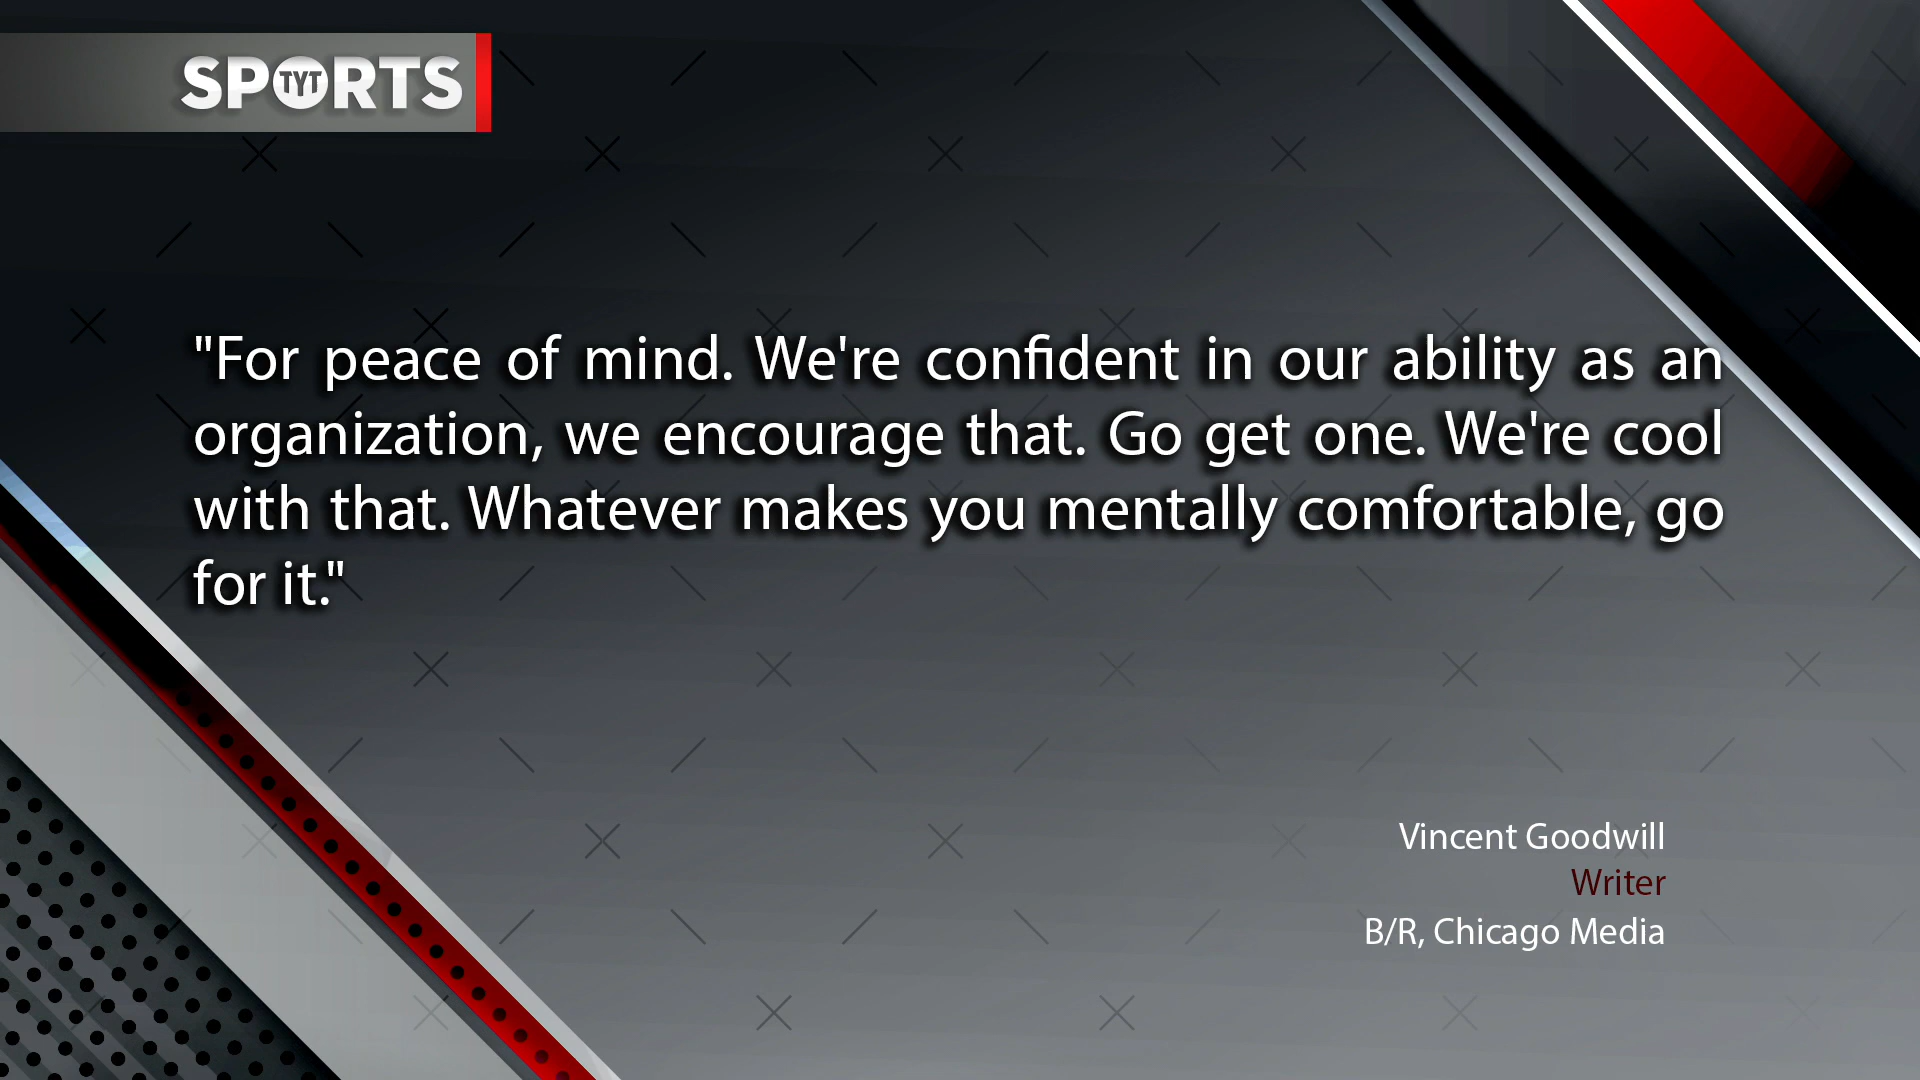 SPORTS
TYT
"For peace of mind. We're confident in our ability as an
organization, we encourage that. Go get one. We're cool
with that. Whatever makes you mentally comfortable, go
for it."
Vincent Goodwill
Writer
B/R, Chicago Media